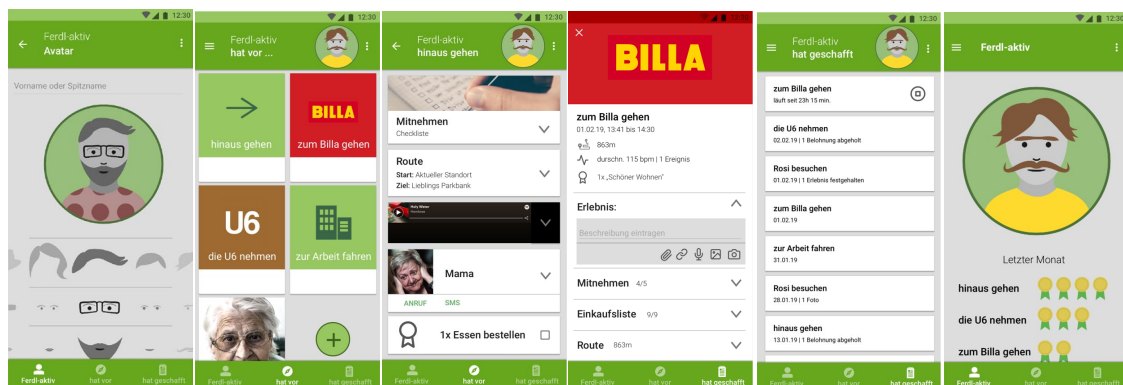 12:30
Ferdl-aktiv
Avatar
Vorname oder Spitzname
Ferdl-aktiv
hat vor
hat geschafft
12:30
Ferdl-aktiv
hat vor ...
hinaus gehen
BILLA
zum Billa gehen
U6
die U6 nehmen
zur Arbeit fahren
Ferdl-aktiv
hat vor
hat geschafft
12:30
Ferdl-aktiv
hinaus gehen
Mitnehmen
Checkliste
Route
Start: Aktueller Standort
Ziel: Lieblings Parkbank
Mama
ANRUF SMS
1x Essen bestellen
Ferdl-aktiv
hat vor
hat geschafft
12:30
BILLA
zum Billa gehen
01.02.19, 13:41 bis 14:30
863m
durschn. 115 bpm | 1 Ereignis
1x „Schöner Wohnen"
Erlebnis:
Beschreibung eintragen
Mitnehmen 4/5
Einkaufsliste 9/9
Route 863m
Ferdl-aktiv
hat vor
hat geschafft
12:30
Ferdl-aktiv
hat geschafft
zum Billa gehen
läuft seit 23h 15 min.
die U6 nehmen
02.02.19 | 1 Belohnung abgeholt
Rosi besuchen
01.02.19 | 1 Erlebnis festgehalten
zum Billa gehen
01.02.19
zur Arbeit fahren
31.01.19
Rosi besuchen
28.01.19 | 1 Foto
hinaus gehen
13.01.19 | 1 Belohnung abgeholt
Ferdl-aktiv
hat vor
hat geschafft
12:30
Ferdl-aktiv
Letzter Monat
hinaus gehen
die U6 nehmen
zum Billa gehen
Ferdl-aktiv
hat vor
hat geschafft